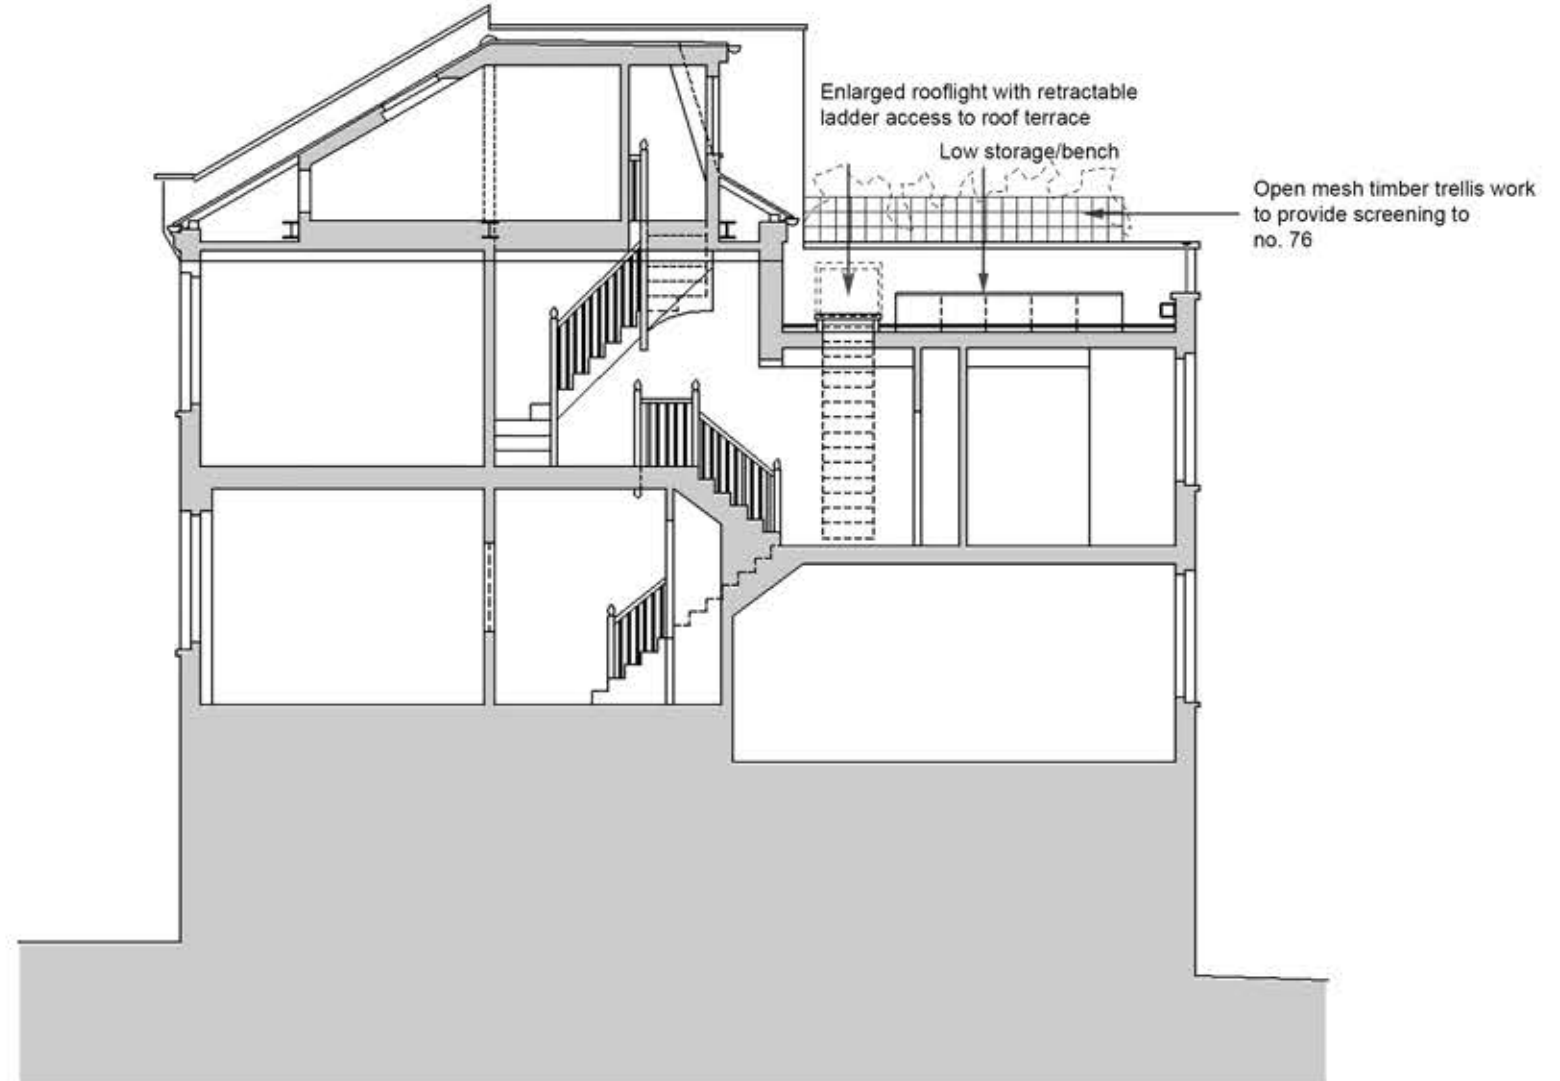 Enlarged rooflight with retractable
ladder access to roof terrace
Low storage/bench
Open mesh timber trellis work
to provide screening to
no. 76